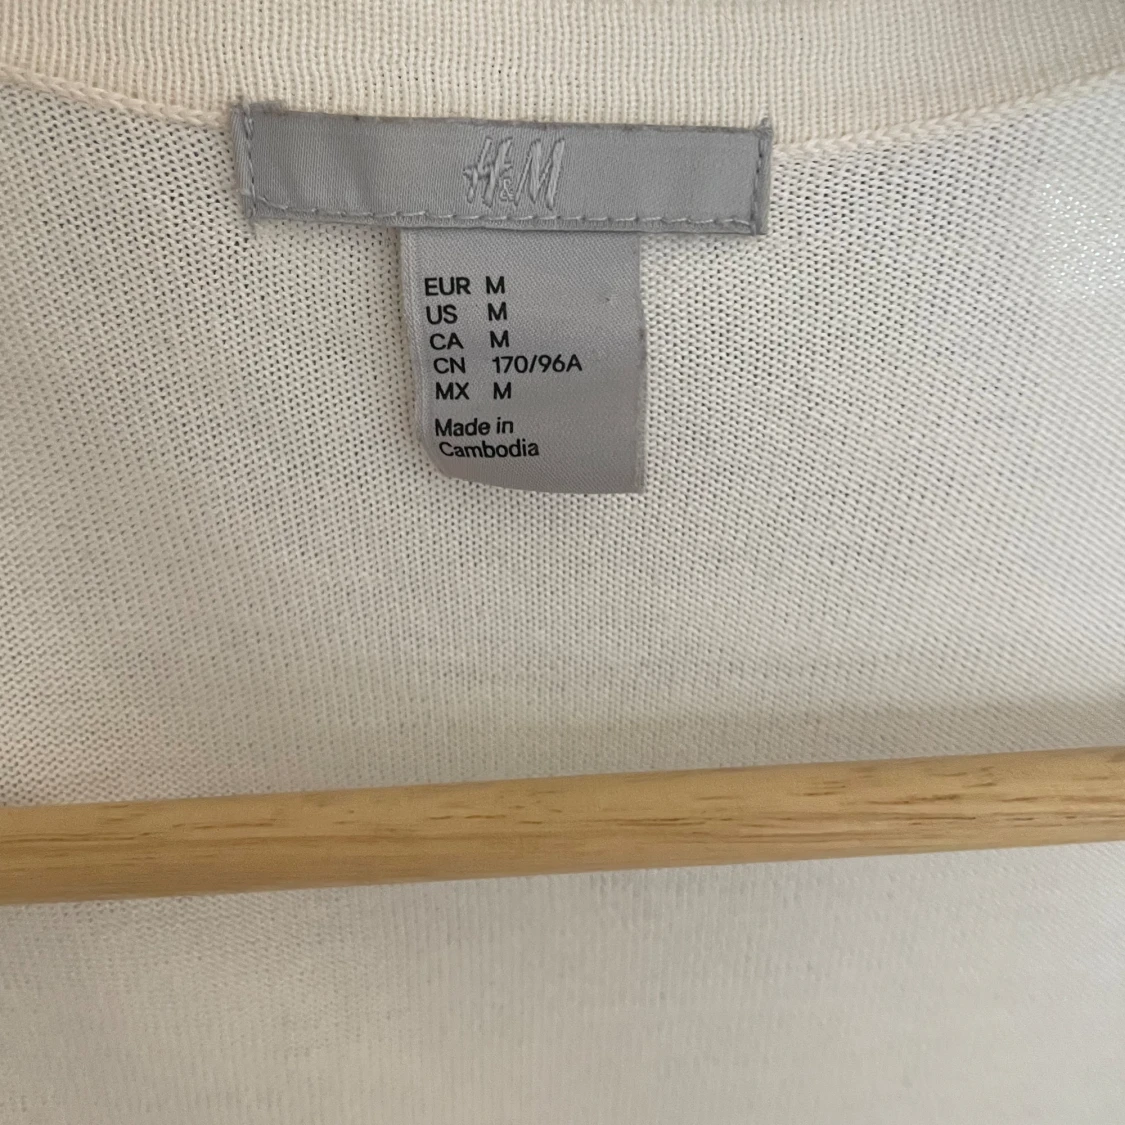 H&M
EUR M
US M
CA M
CN 170/96A
MX M
Made in
Cambodia